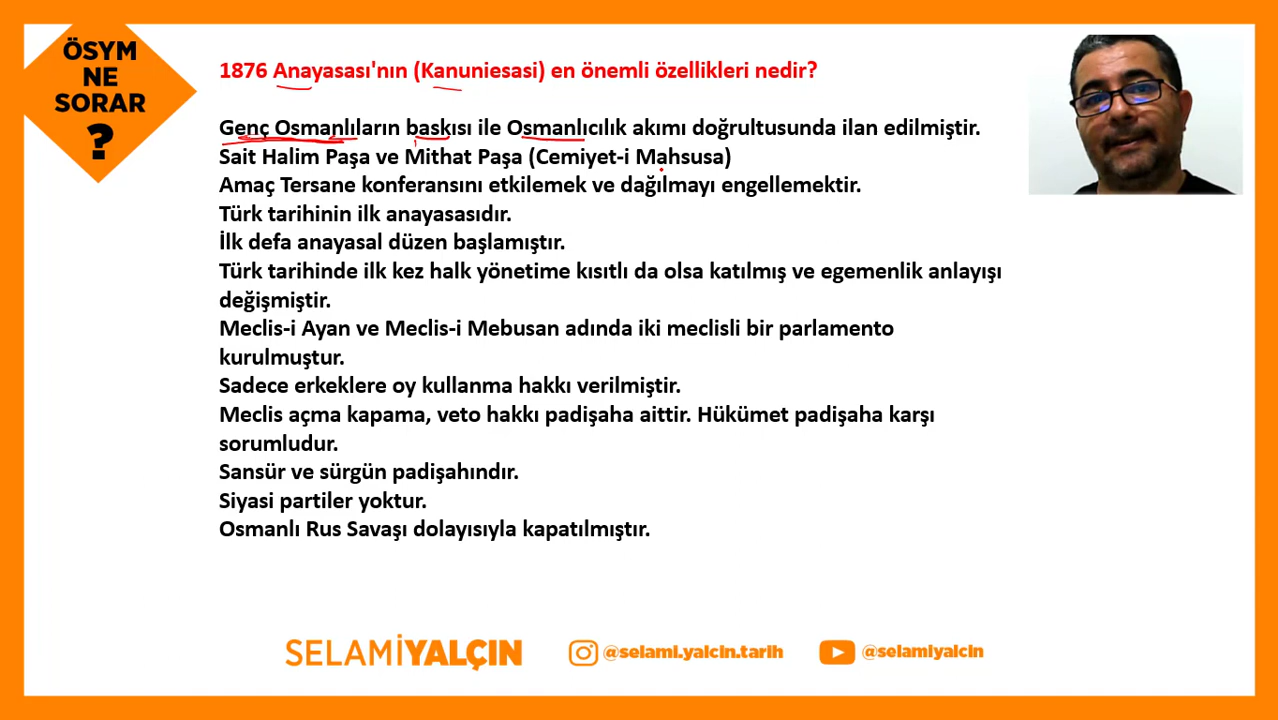 ÖSYM
NE
SORAR
?
1876 Anayasası'nın (Kanuniesasi) en önemli özellikleri nedir?
Genç Osmanlıların baskısı ile Osmanlıcılık akımı doğrultusunda ilan edilmiştir.
Sait Halim Paşa ve Mithat Paşa (Cemiyet-i Mahsusa)
Amaç Tersane konferansını etkilemek ve dağılmayı engellemektir.
Türk tarihinin ilk anayasasıdır.
İlk defa anayasal düzen başlamıştır.
Türk tarihinde ilk kez halk yönetime kısıtlı da olsa katılmış ve egemenlik anlayışı
değişmiştir.
Meclis-i Ayan ve Meclis-i Mebusan adında iki meclisli bir parlamento
kurulmuştur.
Sadece erkeklere oy kullanma hakkı verilmiştir.
Meclis açma kapama, veto hakkı padişaha aittir. Hükümet padişaha karşı
sorumludur.
Sansür ve sürgün padişahındır.
Siyasi partiler yoktur.
Osmanlı Rus Savaşı dolayısıyla kapatılmıştır.
SELAMİYALÇIN
@selami.yalcin.tarih
@selamiyalcin